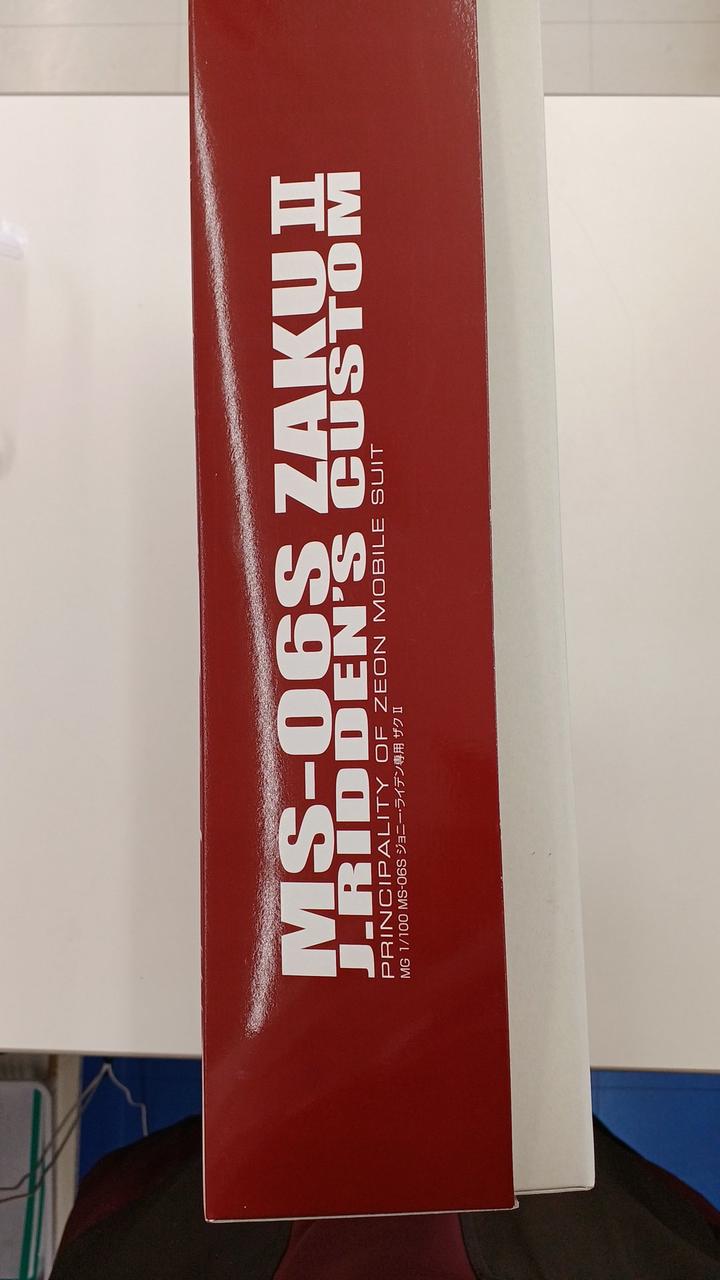 MS-06S ZAKU II
J.RIDDEN'S CUSTOM
PRINCIPALITY OF ZEON MOBILE SUIT
MG 1/100 MS-06S ジョニー・ライデン専用 ザクⅡ